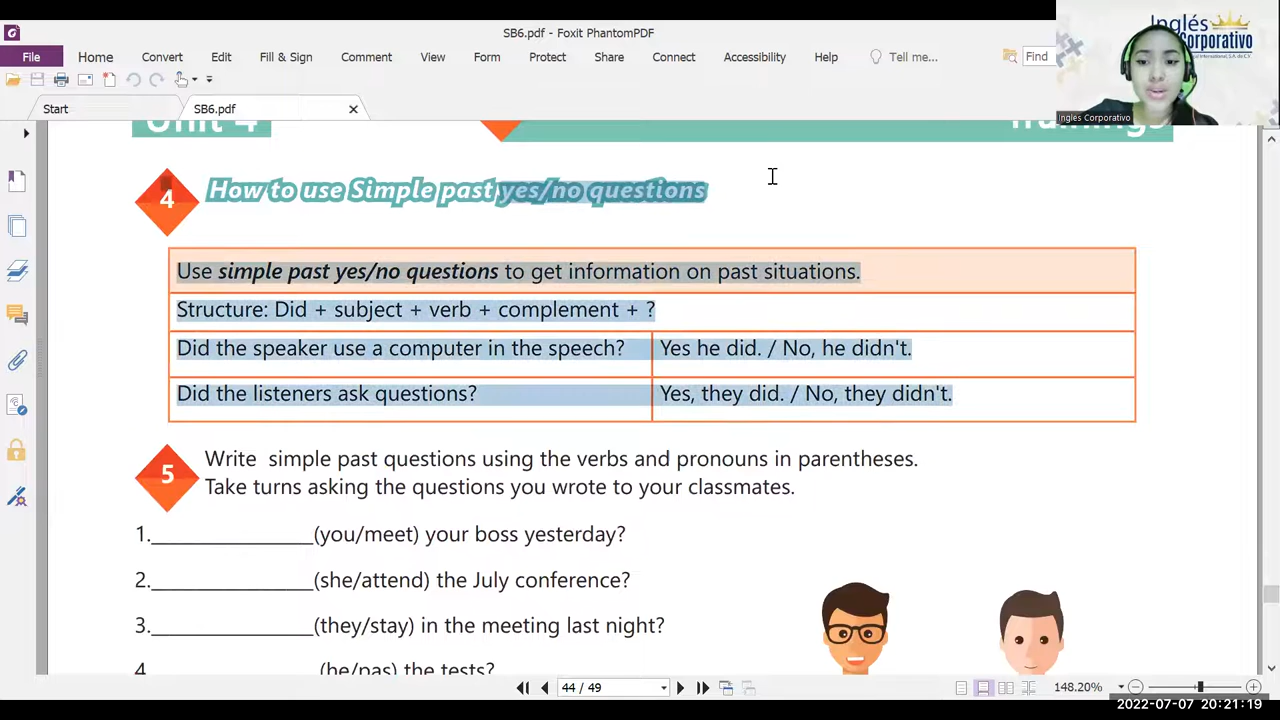 SB6.pdf - Foxit PhantomPDF
Inglés
Corporativo
File Home Convert Edit Fill & Sign Comment View Form Protect Share Connect Accessibility Help Tell me... Find
Ingles Corporativo
Start SB6.pdf
Unit 4 Trainings
4 How to use Simple past yes/no questions
Use simple past yes/no questions to get information on past situations.
Structure: Did + subject + verb + complement + ?
Did the speaker use a computer in the speech? Yes he did. / No, he didn't.
Did the listeners ask questions? Yes, they did. / No, they didn't.
5 Write simple past questions using the verbs and pronouns in parentheses.
Take turns asking the questions you wrote to your classmates.
1.________________(you/meet) your boss yesterday?
2.________________(she/attend) the July conference?
3.________________(they/stay) in the meeting last night?
4.________________(he/pas) the tests?
44 / 49 148.20%
2022-07-07 20:21:19